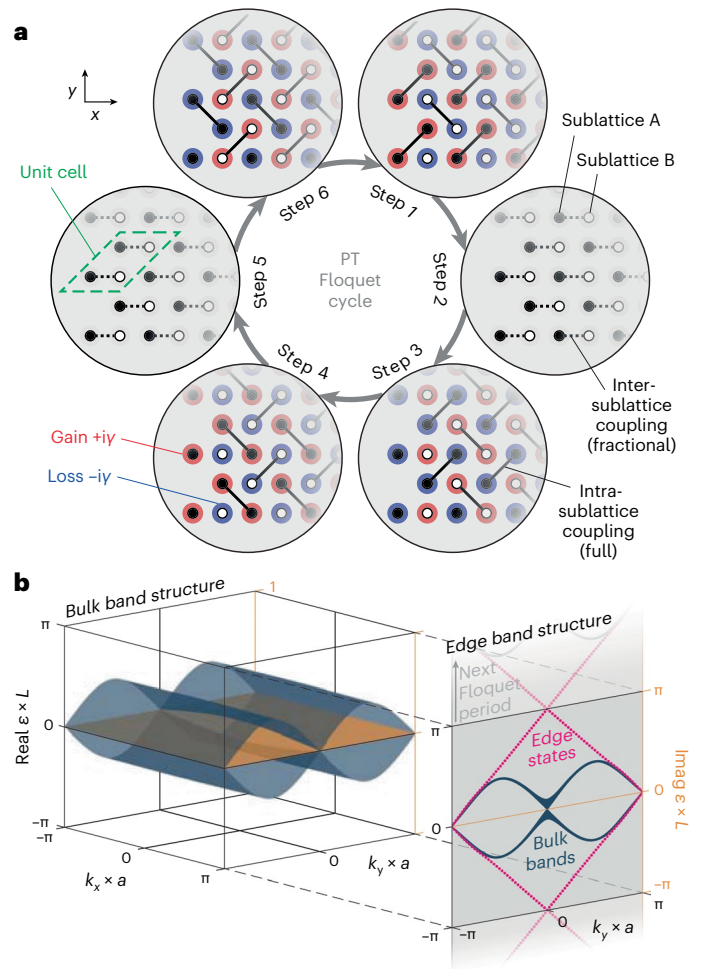 a
y
x
Unit cell
Step 6
Step 1
Sublattice A
Sublattice B
Step 5
PT
Floquet
cycle
Step 2
Step 4
Step 3
Inter-
sublattice
coupling
(fractional)
Gain +iγ
Loss –iγ
Intra-
sublattice
coupling
(full)
b
Bulk band structure
1
π
0
–π
Real ε × L
–π
0
π
kₓ × a
0
k_y × a
Edge band structure
Next
Floquet
period
π
π
Edge
states
0
0
Bulk
bands
Imag ε × L
–π
π
–π
–π
0
k_y × a